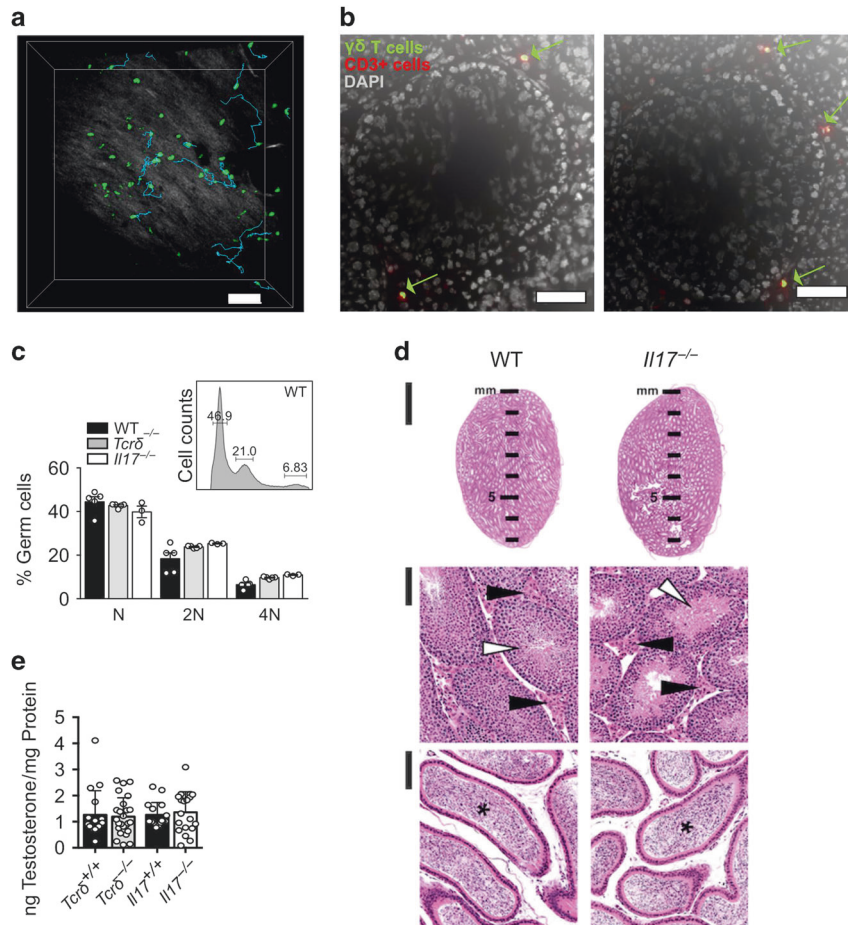 a
b
γδ T cells
CD3+ cells
DAPI
c
WT
Tcrδ −/−
Il17−/−
Cell counts
WT
46.9
21.0
6.83
% Germ cells
60
40
20
0
N
2N
4N
d
WT
Il17−/−
mm
5
mm
5
*
*
e
ng Testosterone/mg Protein
5
4
3
2
1
0
Tcrδ+/+
Tcrδ−/−
Il17+/+
Il17−/−